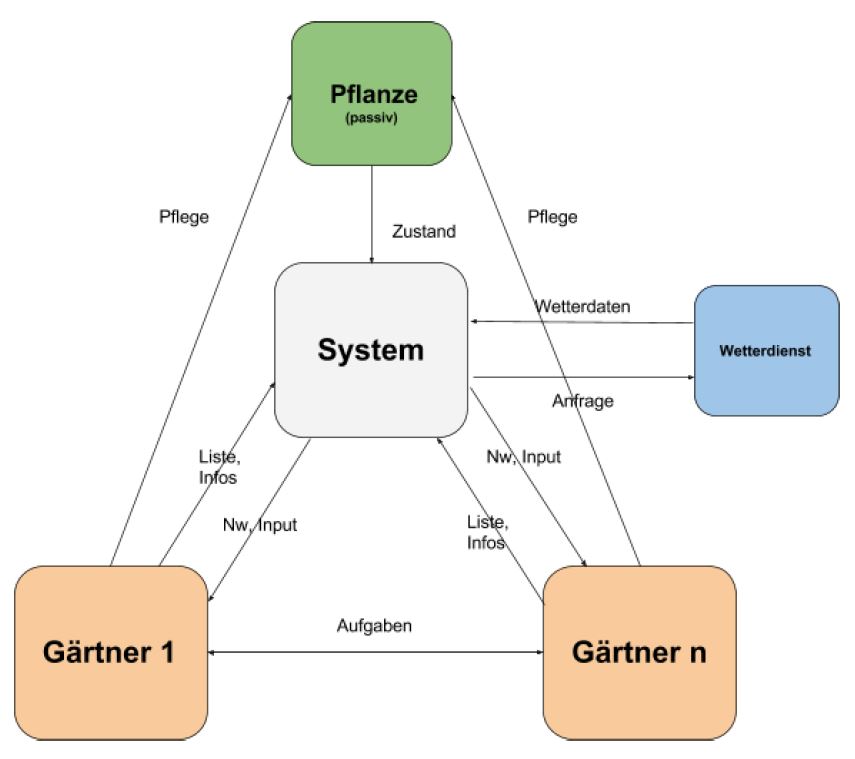 Pflanze
(passiv)
Pflege
Pflege
Zustand
Wetterdaten
System
Wetterdienst
Anfrage
Liste,
Infos
Nw, Input
Nw, Input
Liste,
Infos
Aufgaben
Gärtner 1
Gärtner n